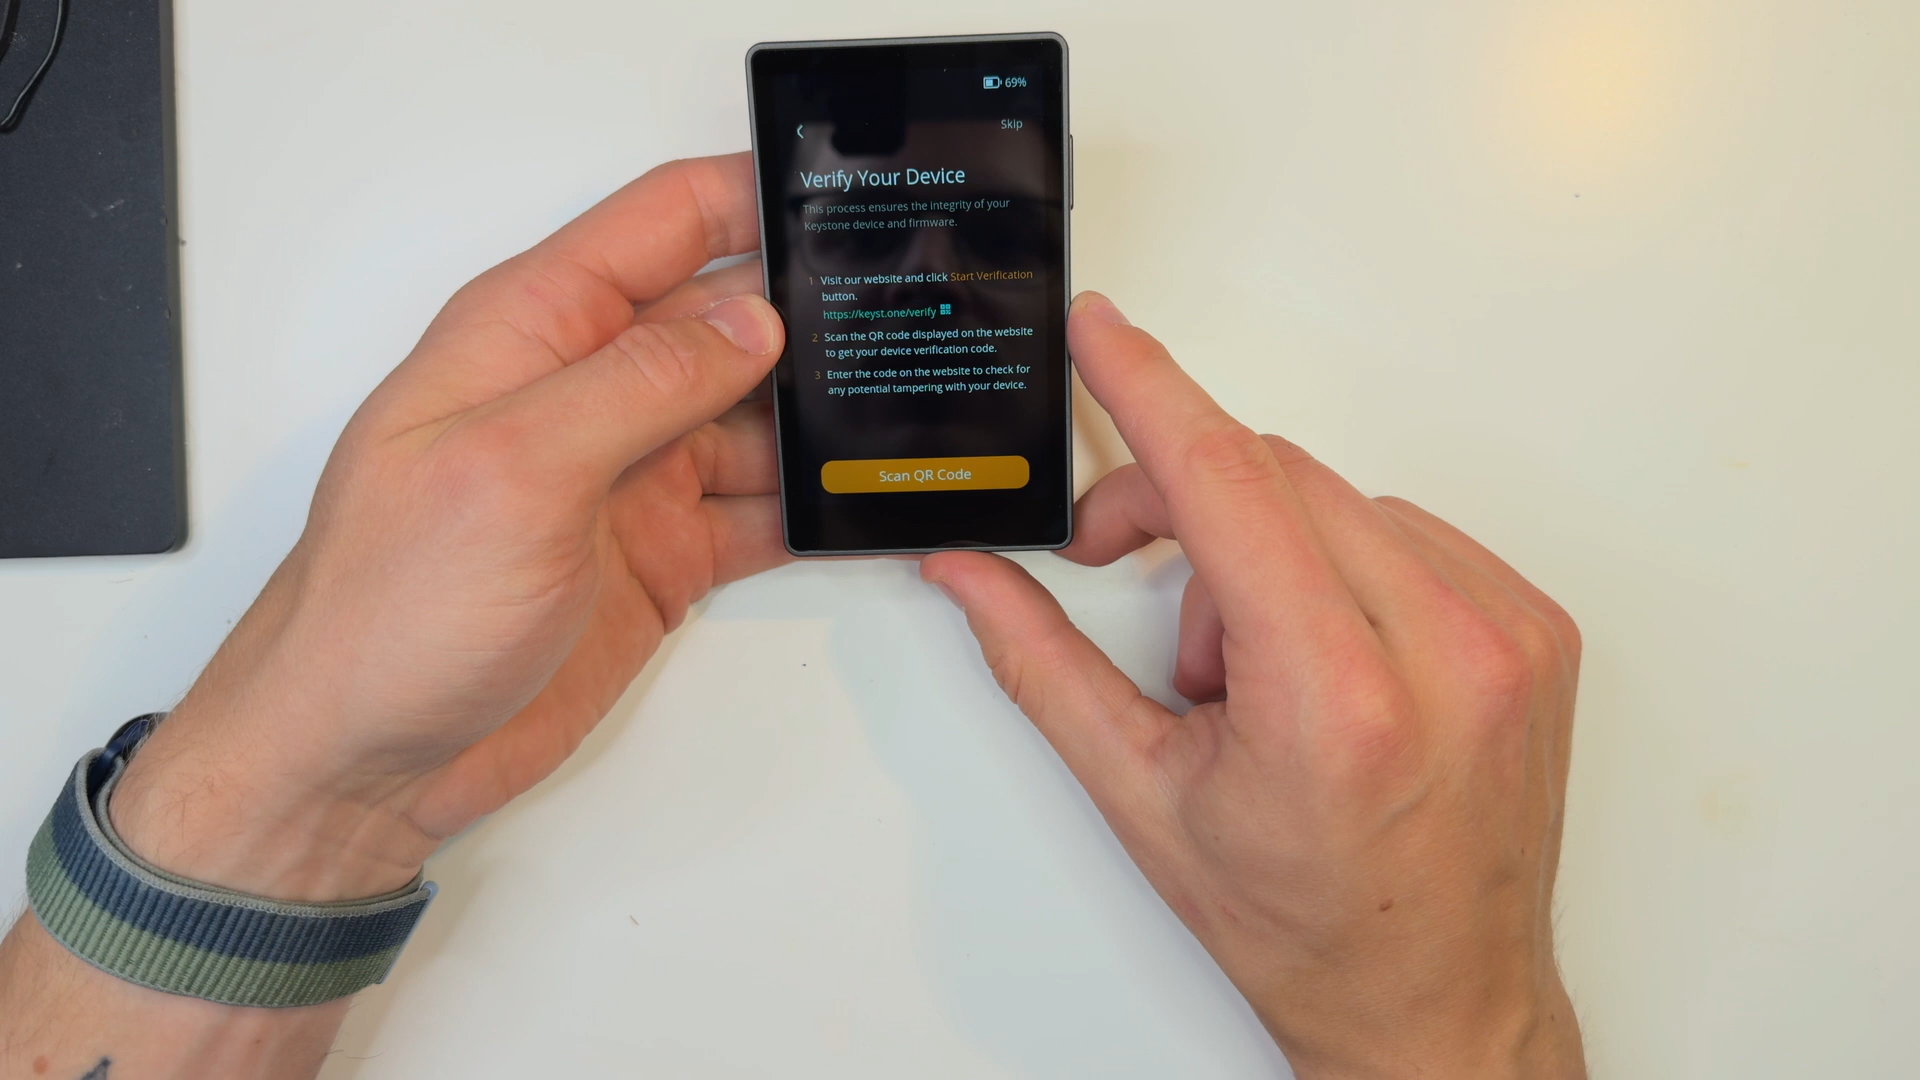 69%
Skip
Verify Your Device
This process ensures the integrity of your
Keystone device and firmware.
1 Visit our website and click Start Verification
button.
https://keyst.one/verify
2 Scan the QR code displayed on the website
to get your device verification code.
3 Enter the code on the website to check for
any potential tampering with your device.
Scan QR Code